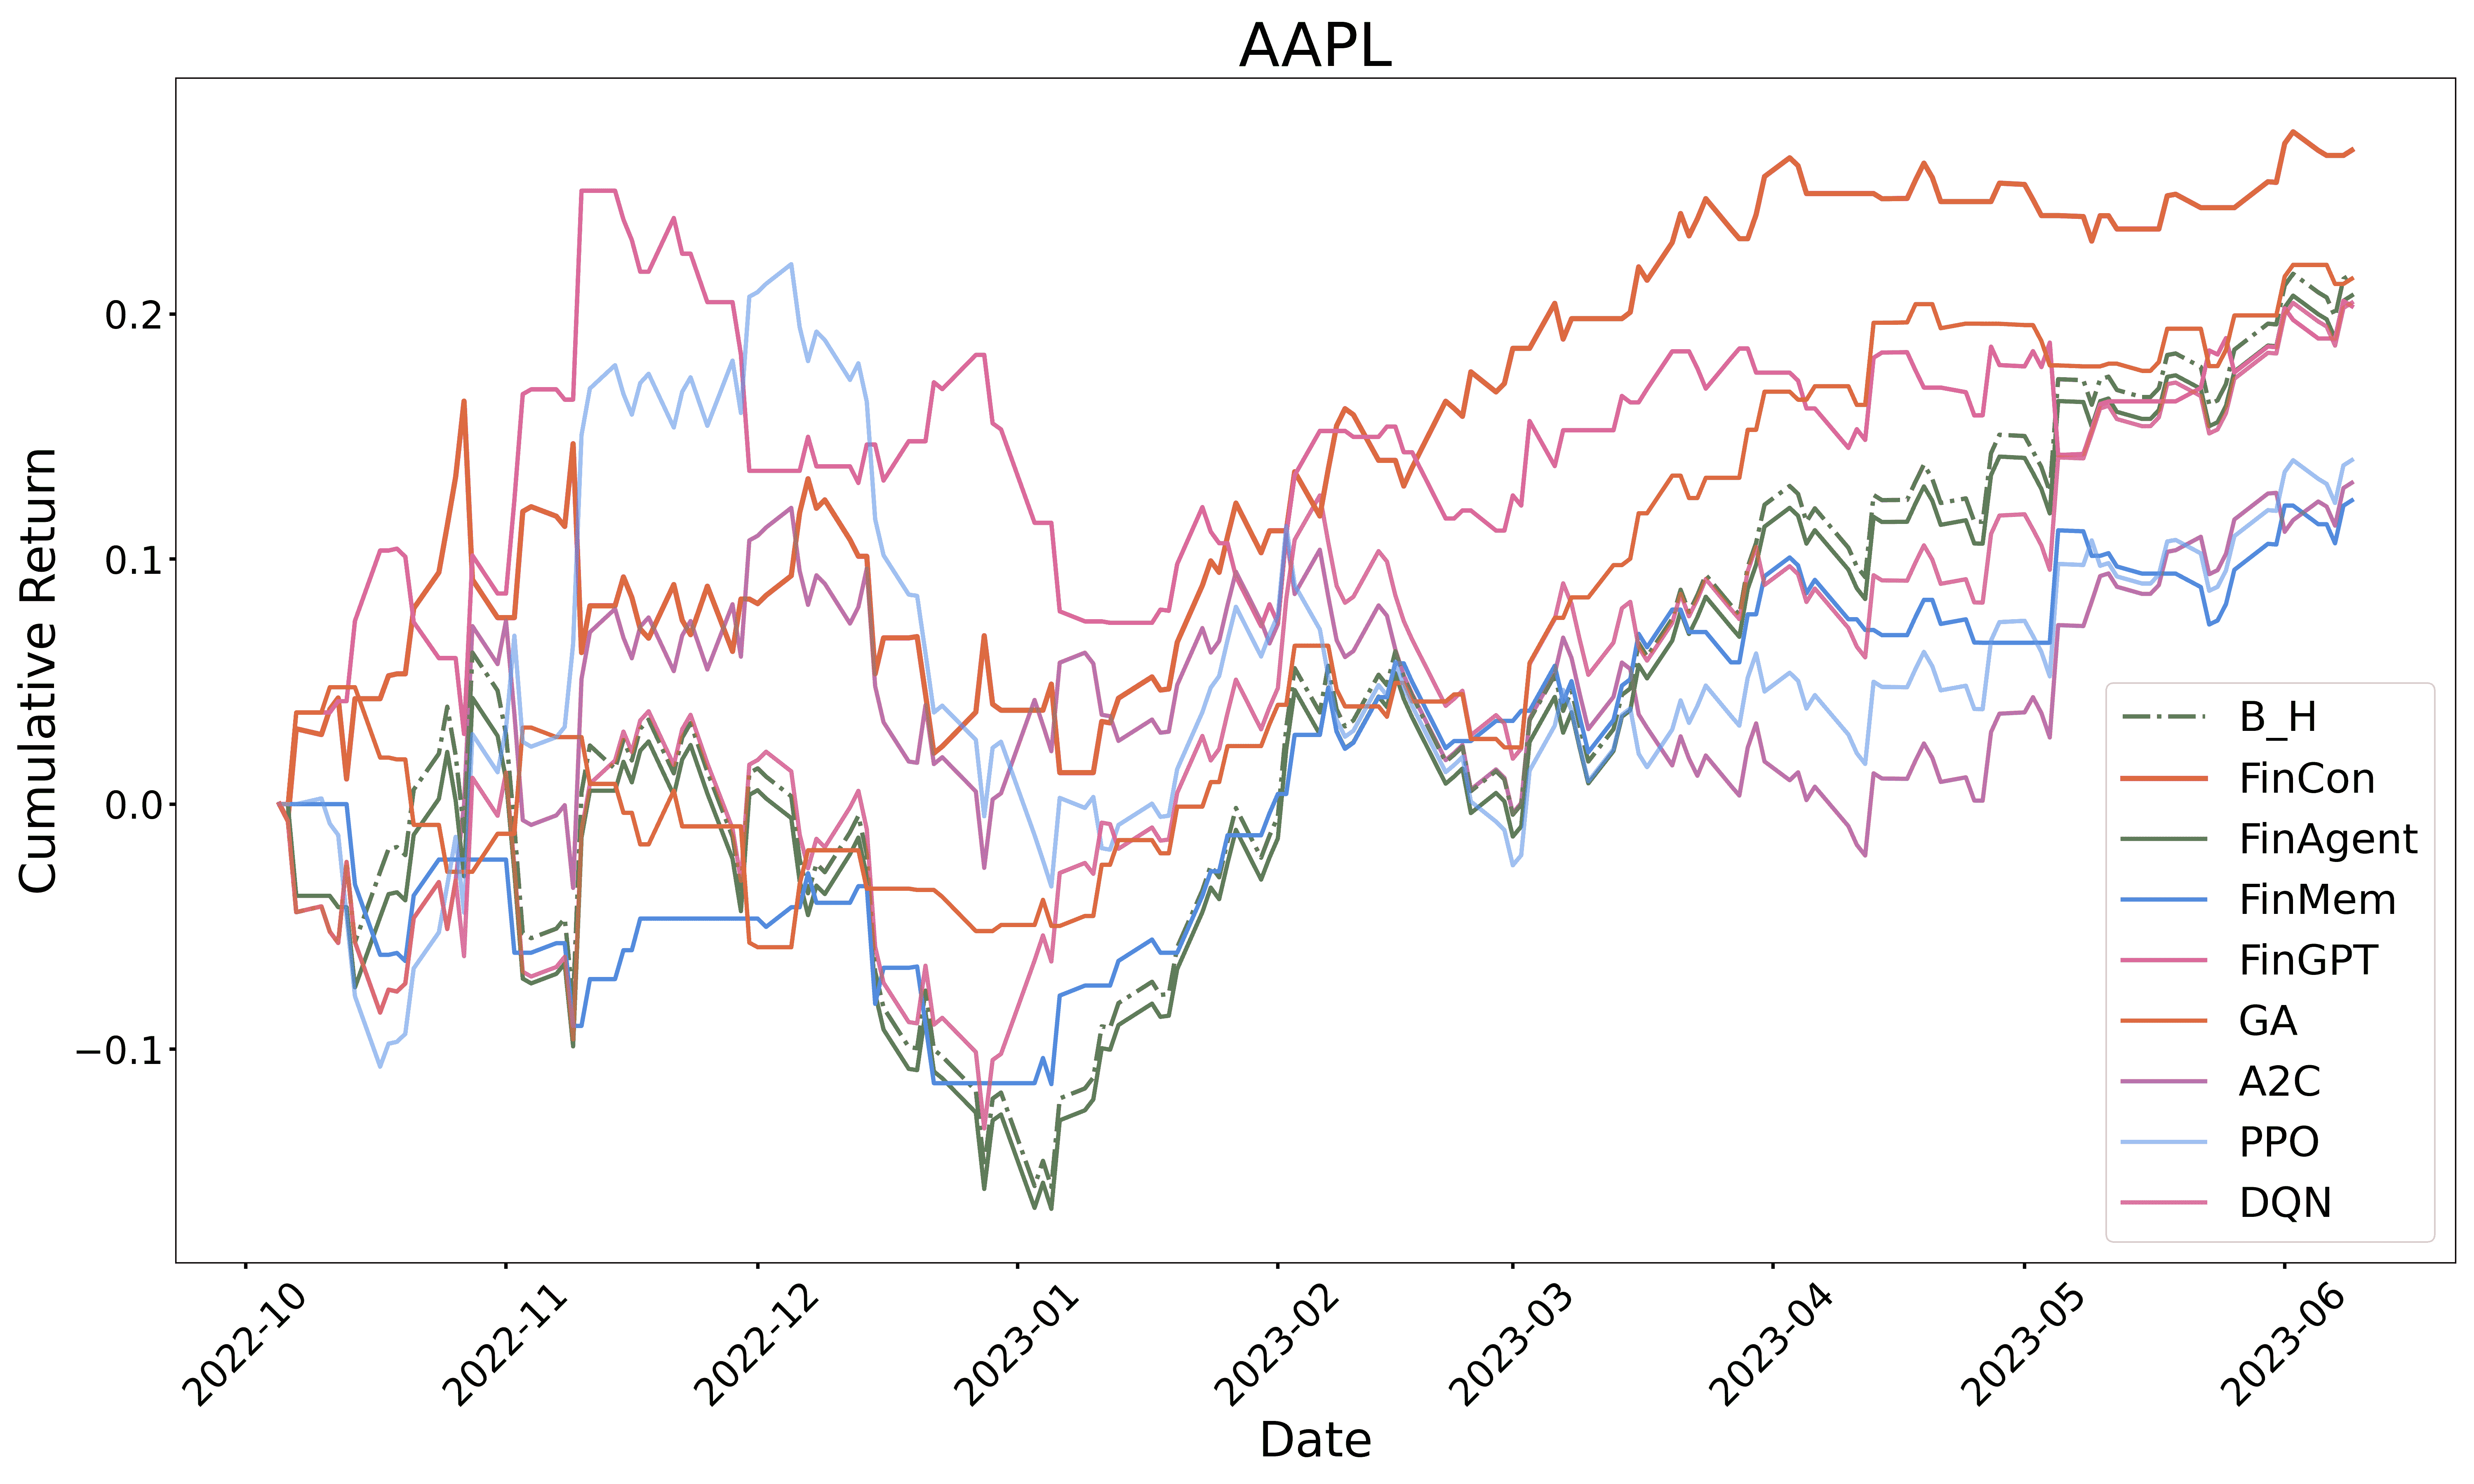 AAPL
Cumulative Return
0.2
0.1
0.0
−0.1
B_H
FinCon
FinAgent
FinMem
FinGPT
GA
A2C
PPO
DQN
2022-10
2022-11
2022-12
2023-01
2023-02
2023-03
2023-04
2023-05
2023-06
Date